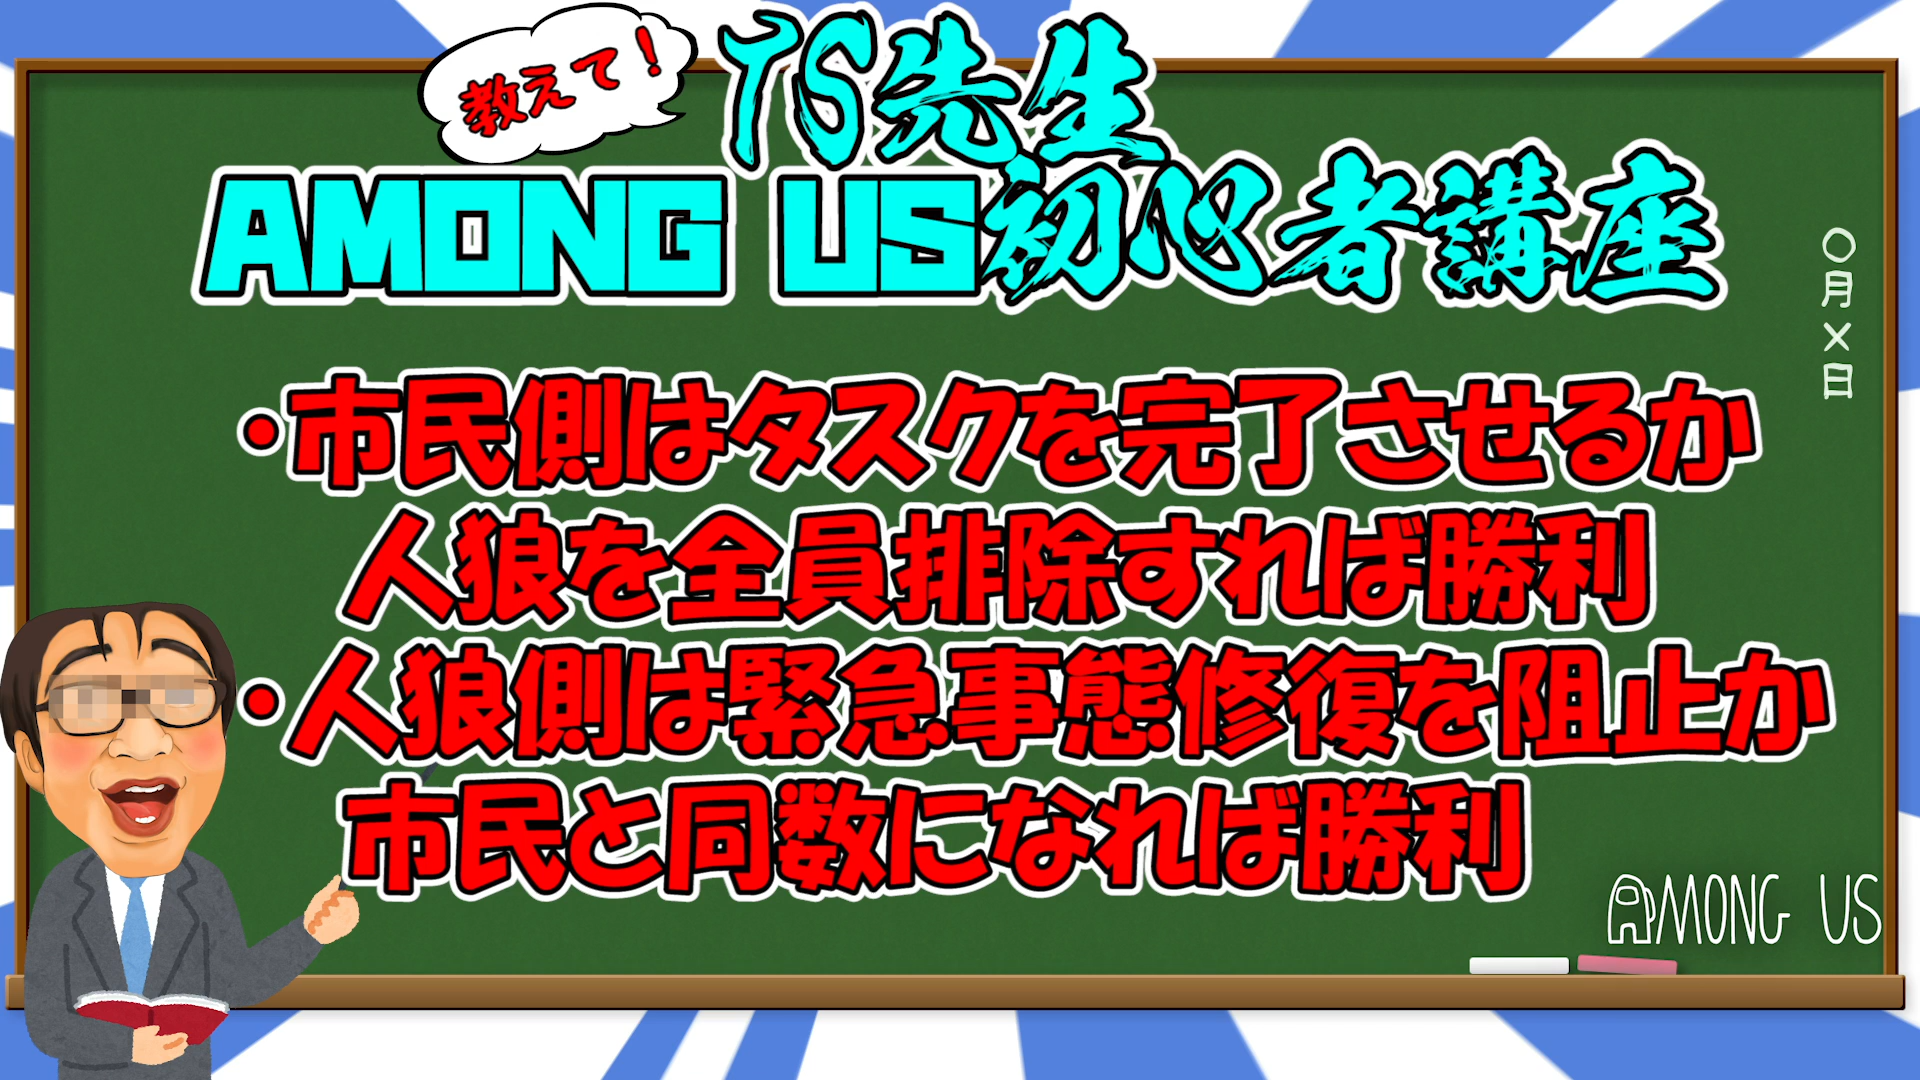 教えて!
TS先生
AMONG US初心者講座
〇月×日
・市民側はタスクを完了させるか
人狼を全員排除すれば勝利
・人狼側は緊急事態修復を阻止か
市民と同数になれば勝利
AMONG US